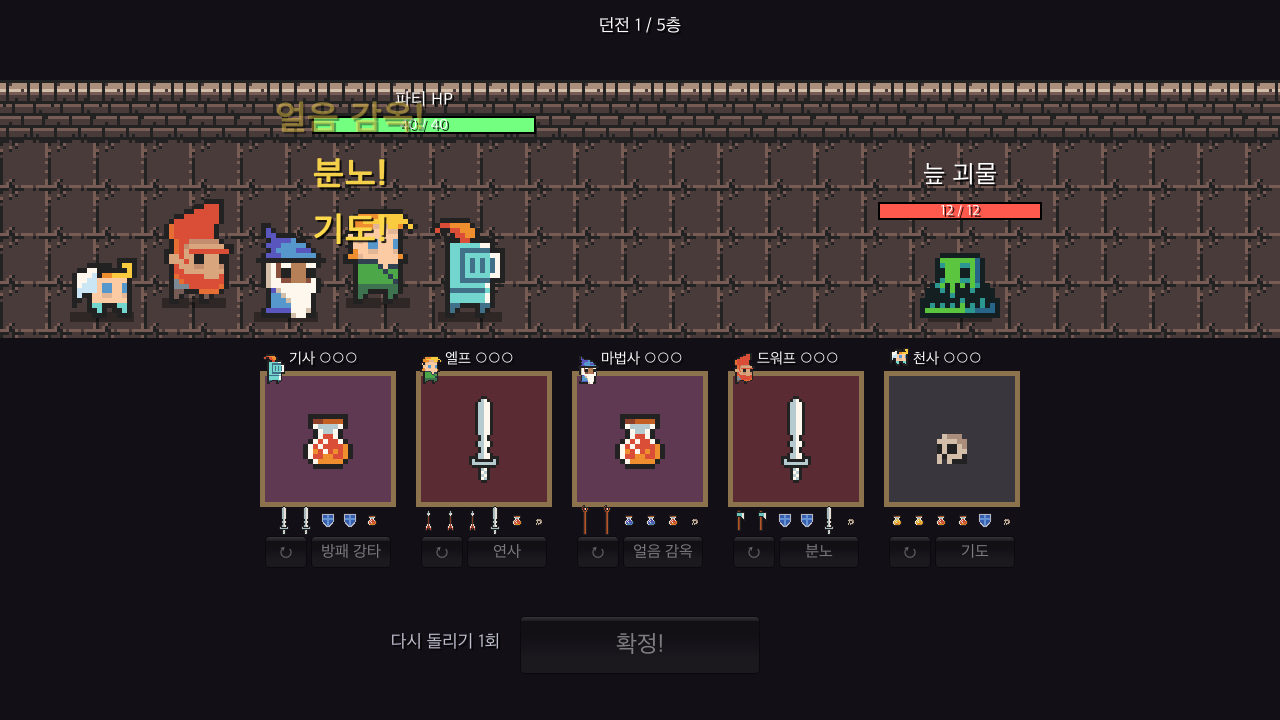 던전 1 / 5층
파티 HP
얼음 감옥!
40 / 40
분노!
늪 괴물
12 / 12
기도!
기사 ○○○
엘프 ○○○
마법사 ○○○
드워프 ○○○
천사 ○○○
↻ 방패 강타
↻ 연사
↻ 얼음 감옥
↻ 분노
↻ 기도
다시 돌리기 1회
확정!